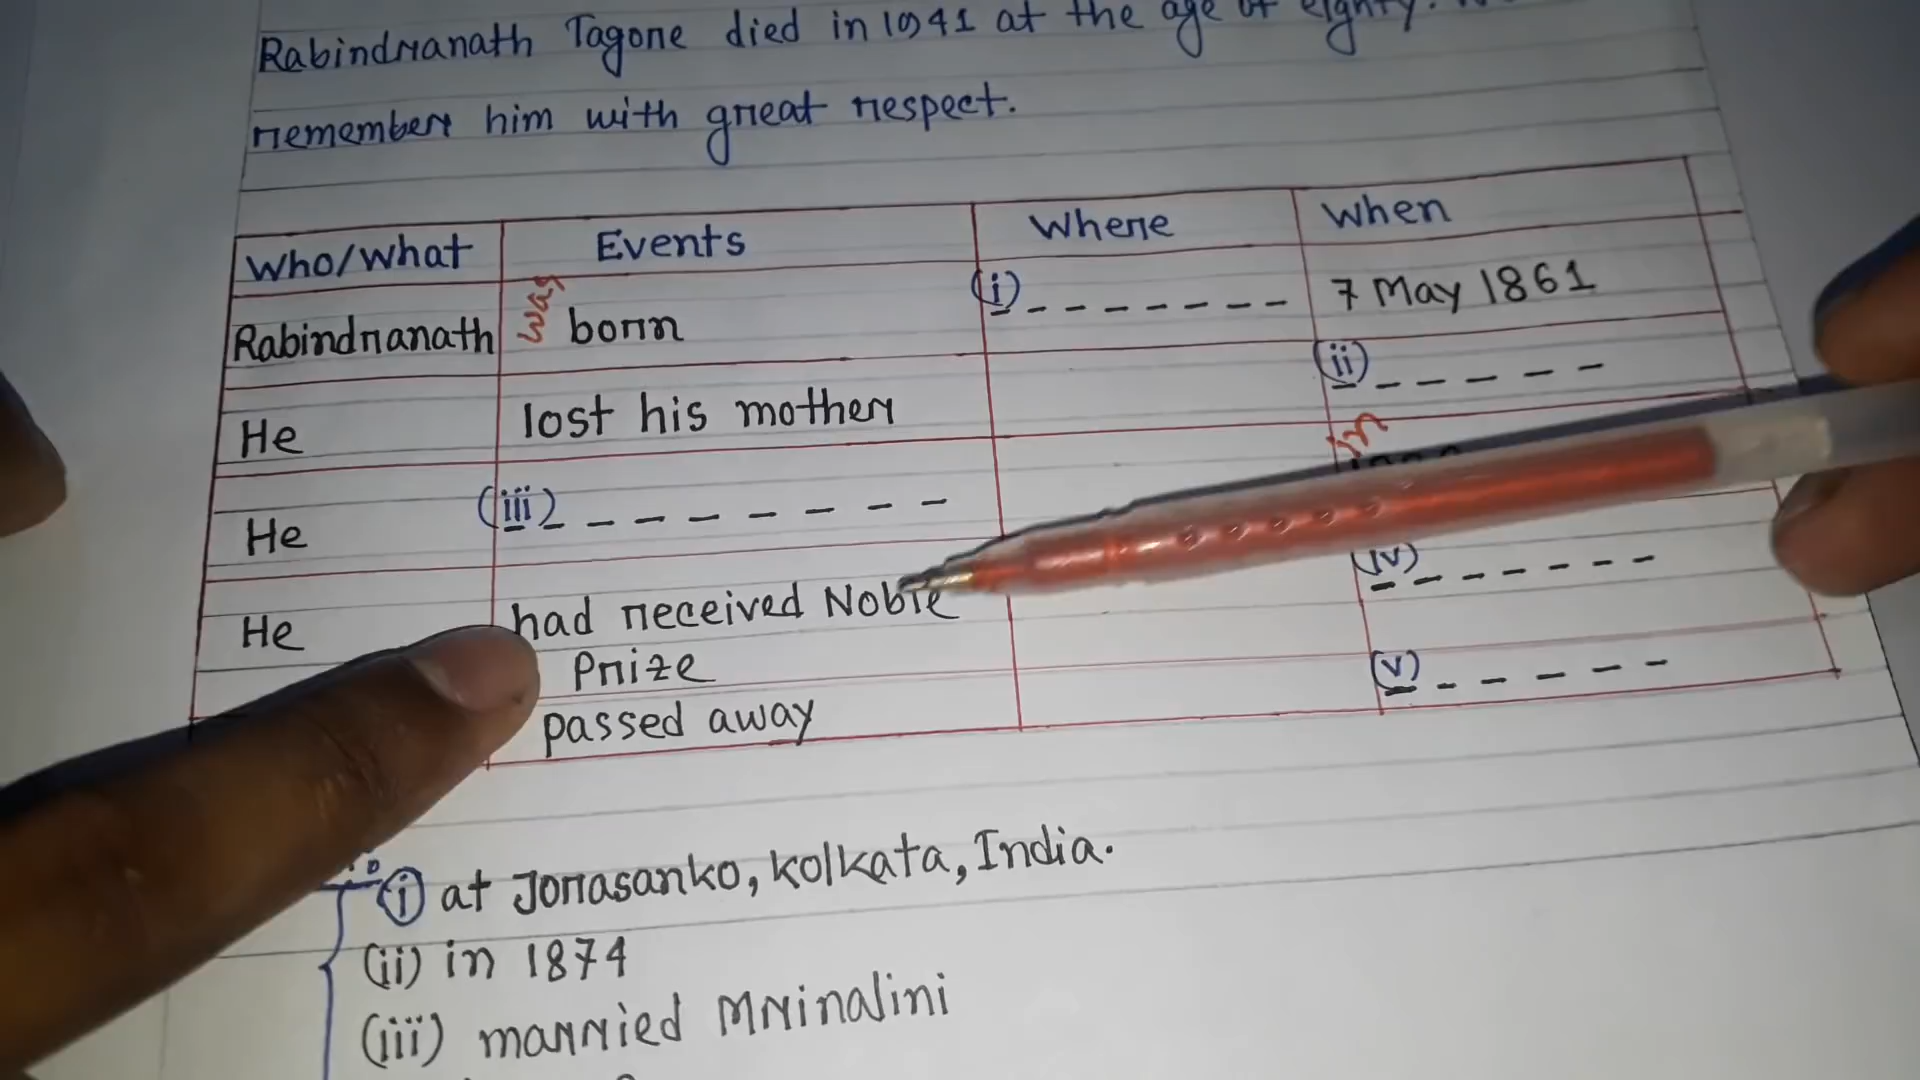 Rabindranath Tagore died in 1941 at the age of eighty.
remember him with great respect.
Who/What Events Where When
Rabindranath was born (i) _ _ _ _ _ _ _ 7 May 1861
He lost his mother (ii) _ _ _ _ _ _
He (iii) _ _ _ _ _ _ _ _ in
He had received Noble (iv) _ _ _ _ _ _ _
Prize
passed away (v) _ _ _ _ _ _
(i) at Jorasanko, kolkata, India.
(ii) in 1874
(iii) married Mrinalini